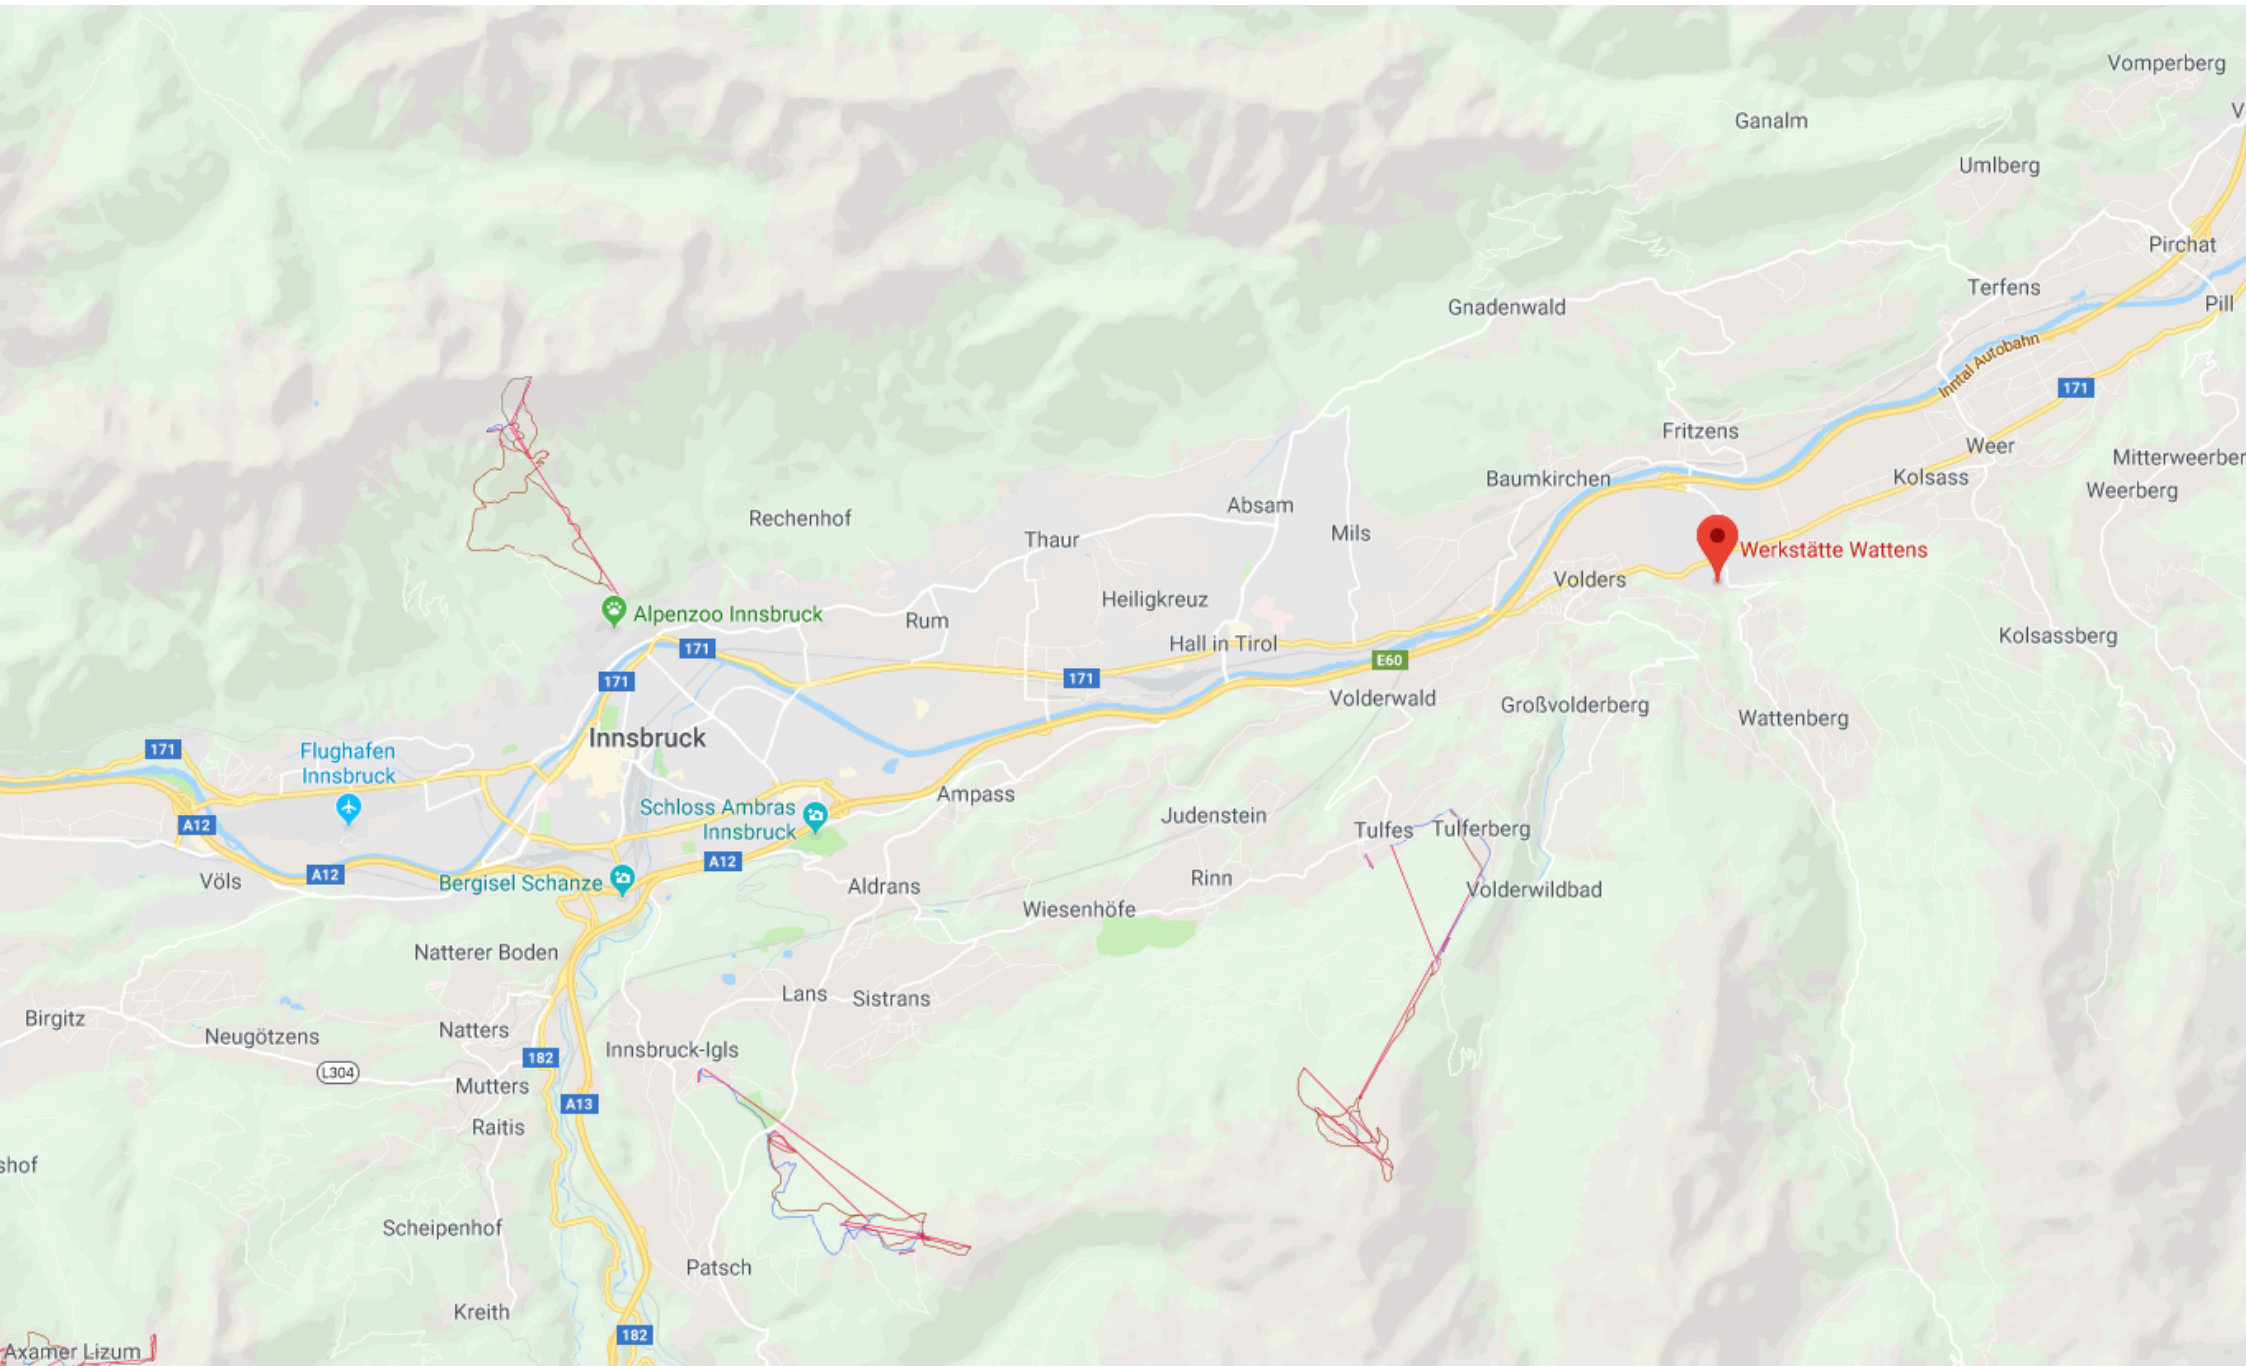 Vomperberg
V
Ganalm
Umlberg
Pirchat
Terfens
Pill
Gnadenwald
Inntal Autobahn
171
Fritzens
Weer
Mitterweerber
Baumkirchen
Kolsass
Weerberg
Absam
Rechenhof
Mils
Thaur
Werkstätte Wattens
Volders
Heiligkreuz
Alpenzoo Innsbruck
Rum
Kolsassberg
171
Hall in Tirol
E60
171
171
Volderwald
Großvolderberg
Wattenberg
Innsbruck
171
Flughafen
Innsbruck
Ampass
Schloss Ambras
Innsbruck
Judenstein
A12
Tulfes
Tulferberg
A12
A12
Völs
Bergisel Schanze
Aldrans
Rinn
Volderwildbad
Wiesenhöfe
Natterer Boden
Lans
Sistrans
Birgitz
Neugötzens
Natters
Innsbruck-Igls
182
L304
Mutters
A13
Raitis
shof
Scheipenhof
Patsch
Kreith
182
Axamer Lizum